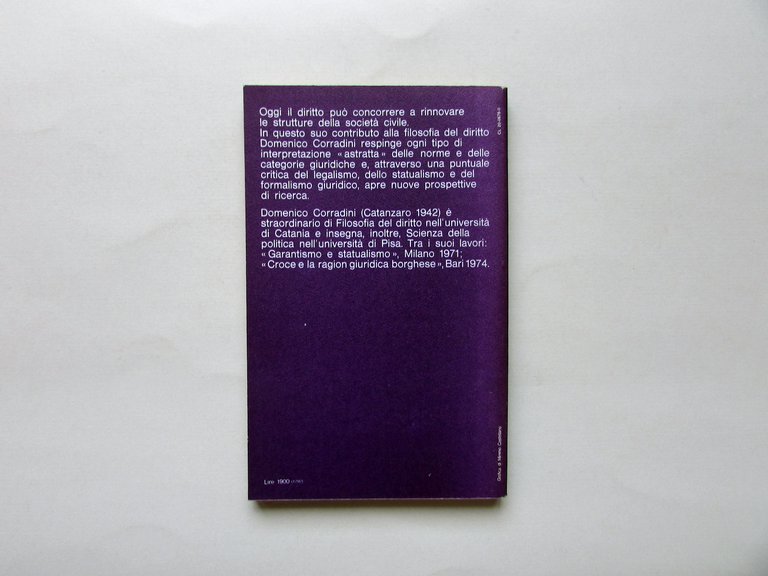 Oggi il diritto può concorrere a rinnovare
le strutture della società civile.
In questo suo contributo alla filosofia del diritto
Domenico Corradini respinge ogni tipo di
interpretazione «astratta» delle norme e delle
categorie giuridiche e, attraverso una puntuale
critica del legalismo, dello statualismo e del
formalismo giuridico, apre nuove prospettive
di ricerca.
Domenico Corradini (Catanzaro 1942) è
straordinario di Filosofia del diritto nell'università
di Catania e insegna, inoltre, Scienza della
politica nell'università di Pisa. Tra i suoi lavori:
«Garantismo e statualismo», Milano 1971;
«Croce e la ragion giuridica borghese», Bari 1974.
Lire 1900
Grafica di Mimmo Castellano